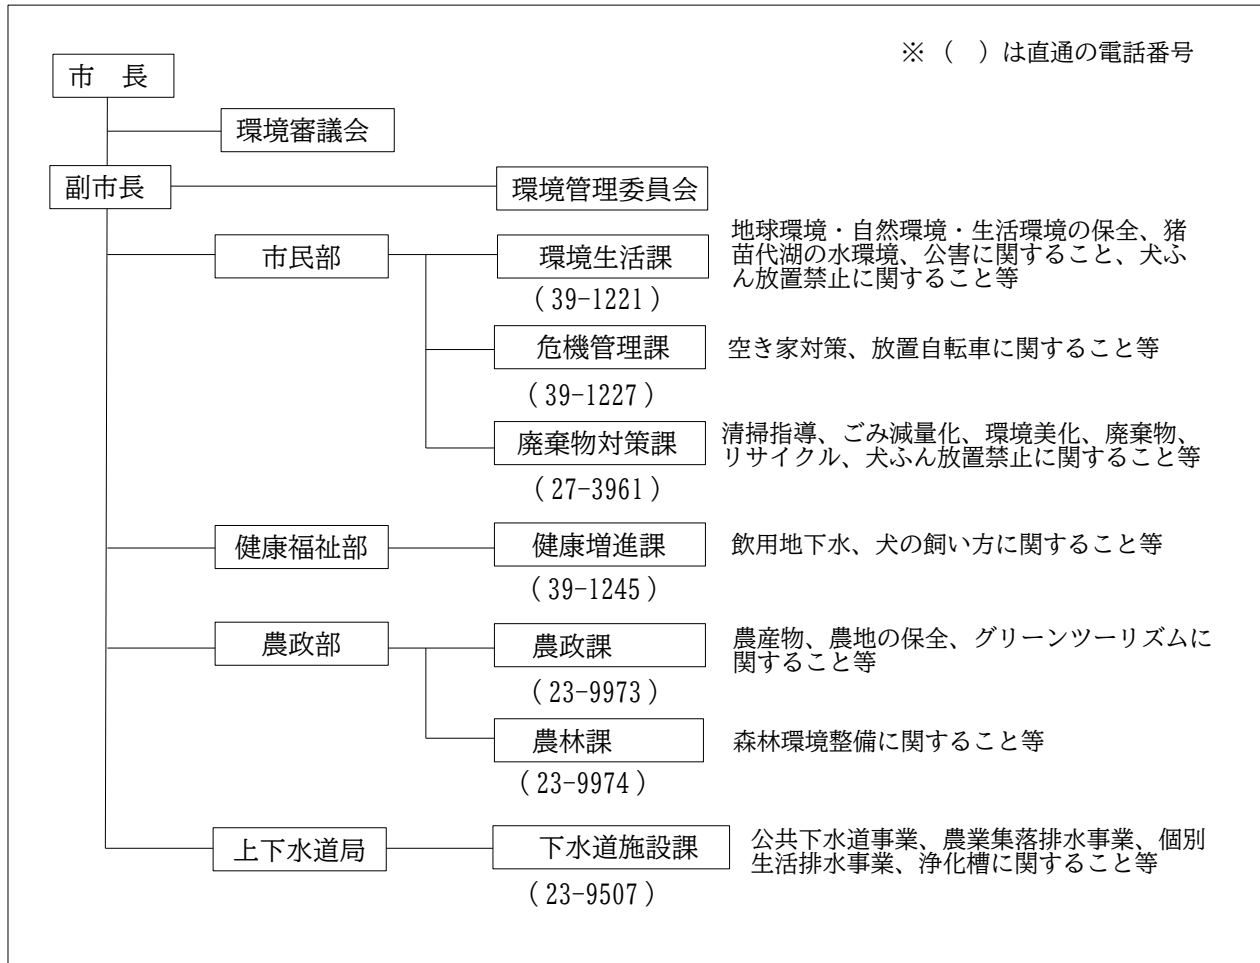 ※（　）は直通の電話番号
市　長
環境審議会
副市長
環境管理委員会
市民部
環境生活課
（39-1221）
地球環境・自然環境・生活環境の保全、猪
苗代湖の水環境、公害に関すること、犬ふ
ん放置禁止に関すること等
危機管理課
（39-1227）
空き家対策、放置自転車に関すること等
廃棄物対策課
（27-3961）
清掃指導、ごみ減量化、環境美化、廃棄物、
リサイクル、犬ふん放置禁止に関すること等
健康福祉部
健康増進課
（39-1245）
飲用地下水、犬の飼い方に関すること等
農政部
農政課
（23-9973）
農産物、農地の保全、グリーンツーリズムに
関すること等
農林課
（23-9974）
森林環境整備に関すること等
上下水道局
下水道施設課
（23-9507）
公共下水道事業、農業集落排水事業、個別
生活排水事業、浄化槽に関すること等